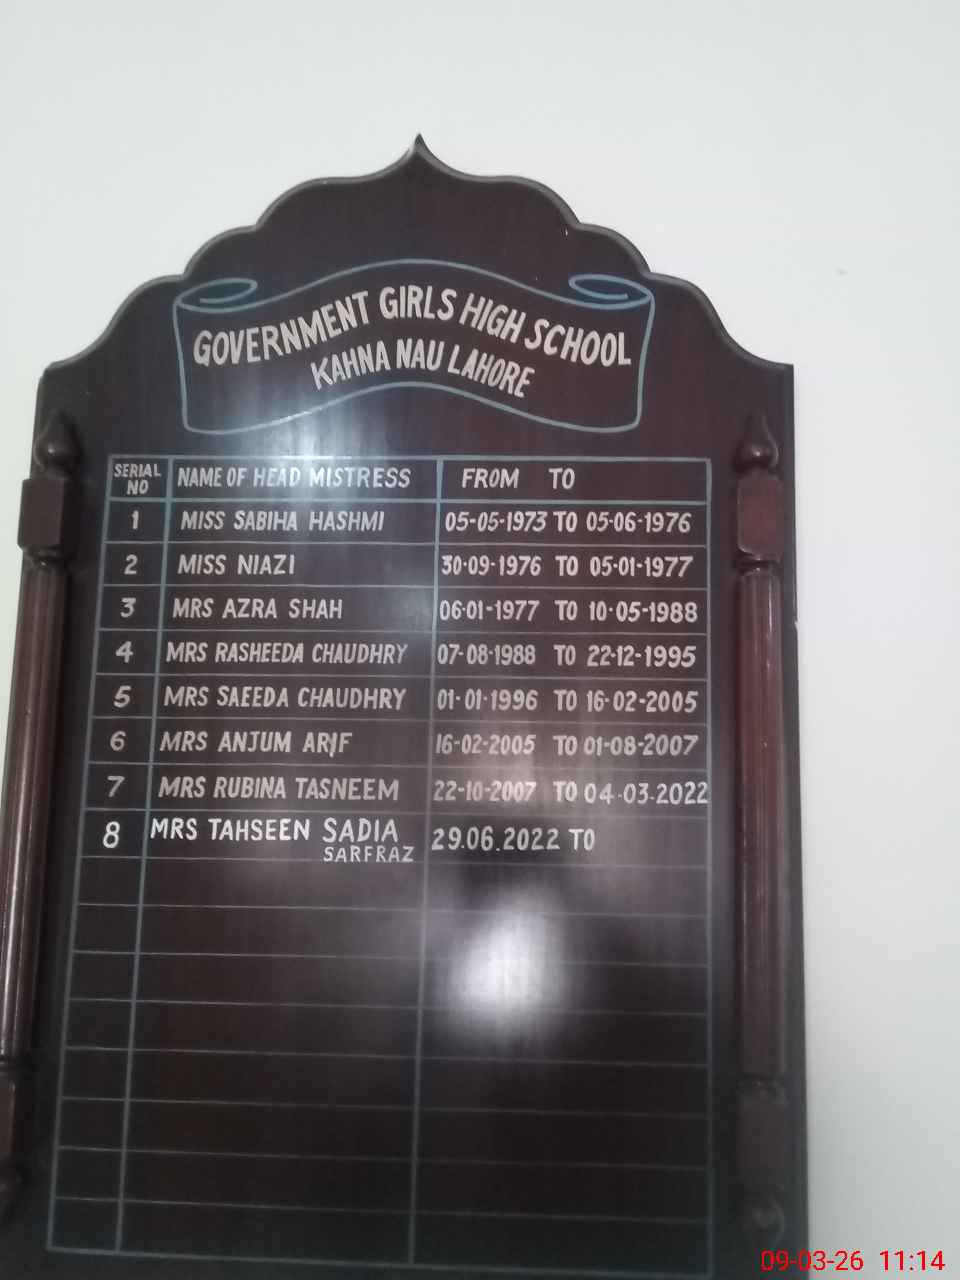 GOVERNMENT GIRLS HIGH SCHOOL
KAHNA NAU LAHORE
SERIAL NO NAME OF HEAD MISTRESS FROM TO
1 MISS SABIHA HASHMI 05-05-1973 TO 05-06-1976
2 MISS NIAZI 30-09-1976 TO 05-01-1977
3 MRS AZRA SHAH 06-01-1977 TO 10-05-1988
4 MRS RASHEEDA CHAUDHRY 07-08-1988 TO 22-12-1995
5 MRS SAEEDA CHAUDHRY 01-01-1996 TO 16-02-2005
6 MRS ANJUM ARIF 16-02-2005 TO 01-08-2007
7 MRS RUBINA TASNEEM 22-10-2007 TO 04-03-2022
8 MRS TAHSEEN SADIA 29.06.2022 TO
SARFRAZ
09-03-26 11:14